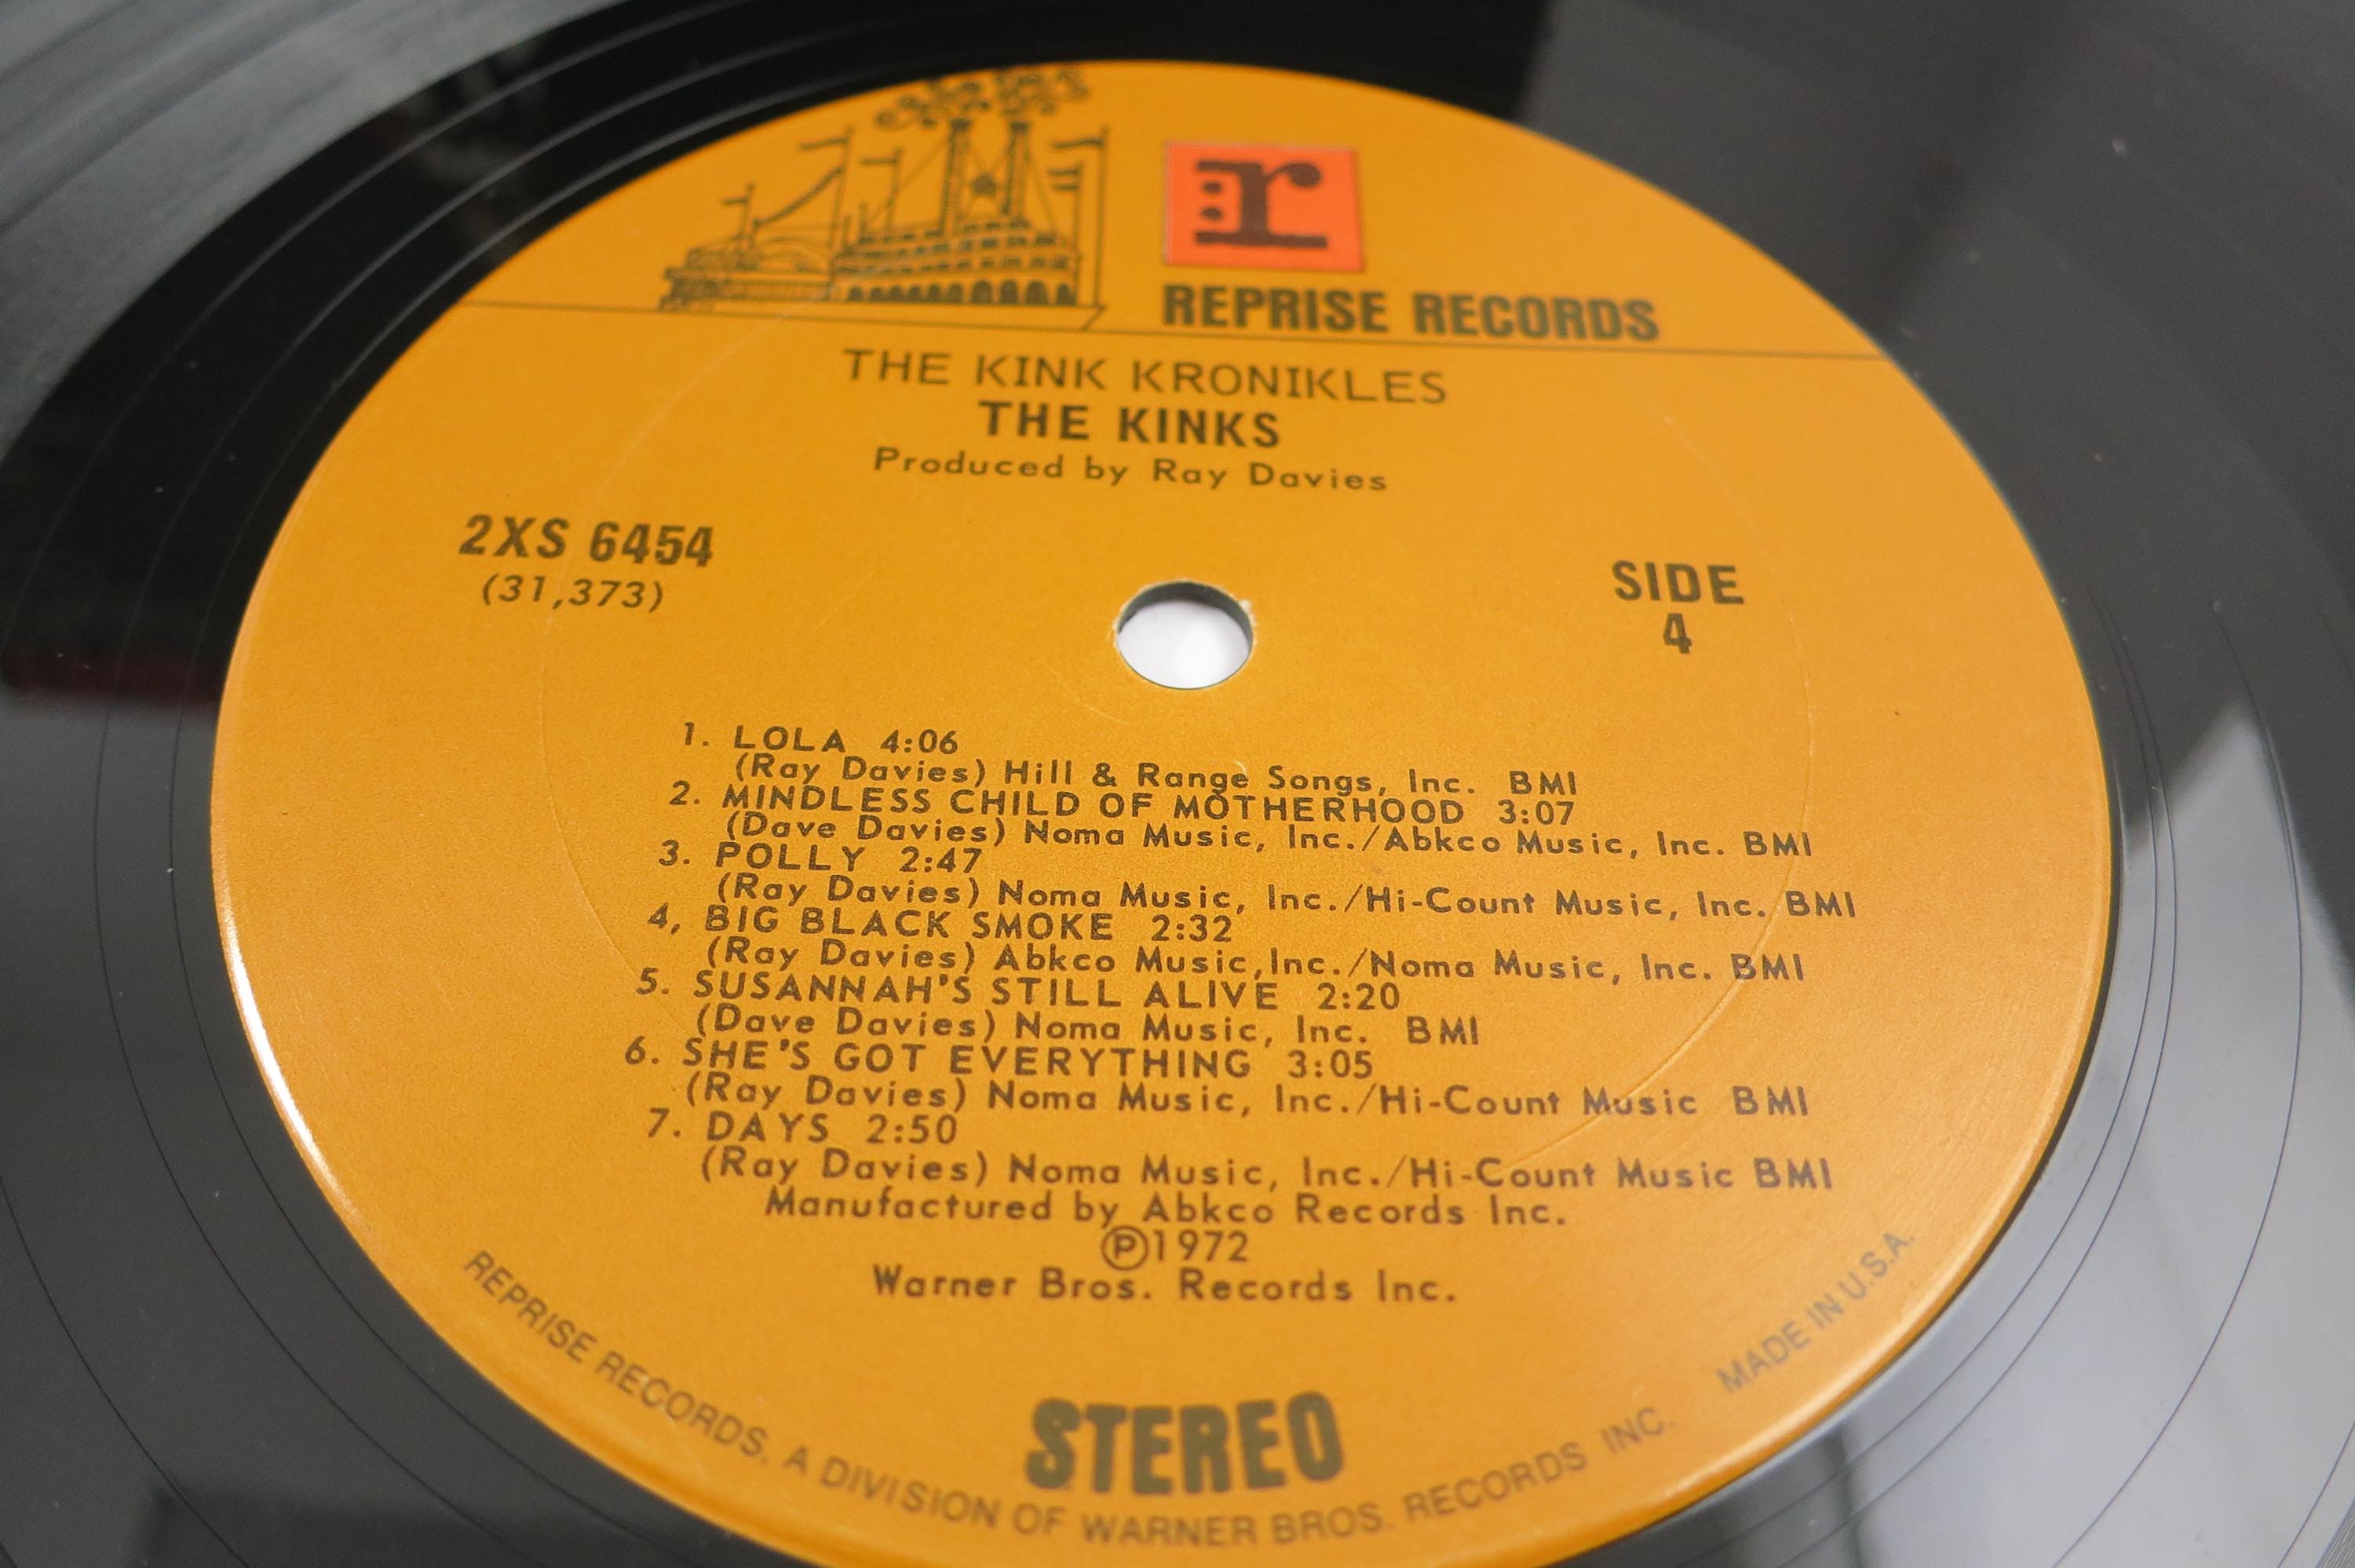 r
REPRISE RECORDS
THE KINK KRONIKLES
THE KINKS
Produced by Ray Davies
2XS 6454
(31,373)
SIDE
4
1. LOLA 4:06
(Ray Davies) Hill & Range Songs, Inc. BMI
2. MINDLESS CHILD OF MOTHERHOOD 3:07
(Dave Davies) Noma Music, Inc./Abkco Music, Inc. BMI
3. POLLY 2:47
(Ray Davies) Noma Music, Inc./Hi-Count Music, Inc. BMI
4, BIG BLACK SMOKE 2:32
(Ray Davies) Abkco Music,Inc./Noma Music, Inc. BMI
5. SUSANNAH'S STILL ALIVE 2:20
(Dave Davies) Noma Music, Inc. BMI
6. SHE'S GOT EVERYTHING 3:05
(Ray Davies) Noma Music, Inc./Hi-Count Music BMI
7. DAYS 2:50
(Ray Davies) Noma Music, Inc./Hi-Count Music BMI
Manufactured by Abkco Records Inc.
Ⓟ1972
Warner Bros. Records Inc.
STEREO
REPRISE RECORDS, A DIVISION OF WARNER BROS. RECORDS INC. MADE IN U.S.A.